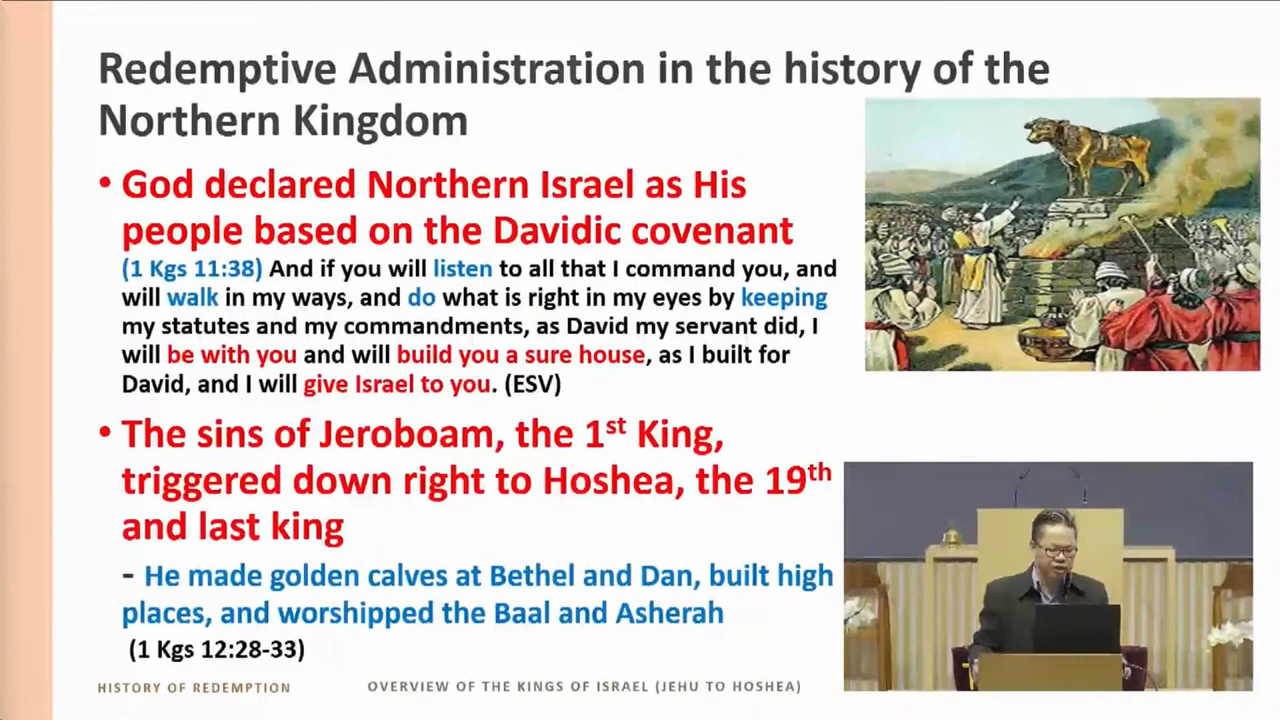 Redemptive Administration in the history of the
Northern Kingdom
• God declared Northern Israel as His
people based on the Davidic covenant
(1 Kgs 11:38) And if you will listen to all that I command you, and
will walk in my ways, and do what is right in my eyes by keeping
my statutes and my commandments, as David my servant did, I
will be with you and will build you a sure house, as I built for
David, and I will give Israel to you. (ESV)
• The sins of Jeroboam, the 1st King,
triggered down right to Hoshea, the 19th
and last king
- He made golden calves at Bethel and Dan, built high
places, and worshipped the Baal and Asherah
(1 Kgs 12:28-33)
HISTORY OF REDEMPTION
OVERVIEW OF THE KINGS OF ISRAEL (JEHU TO HOSHEA)